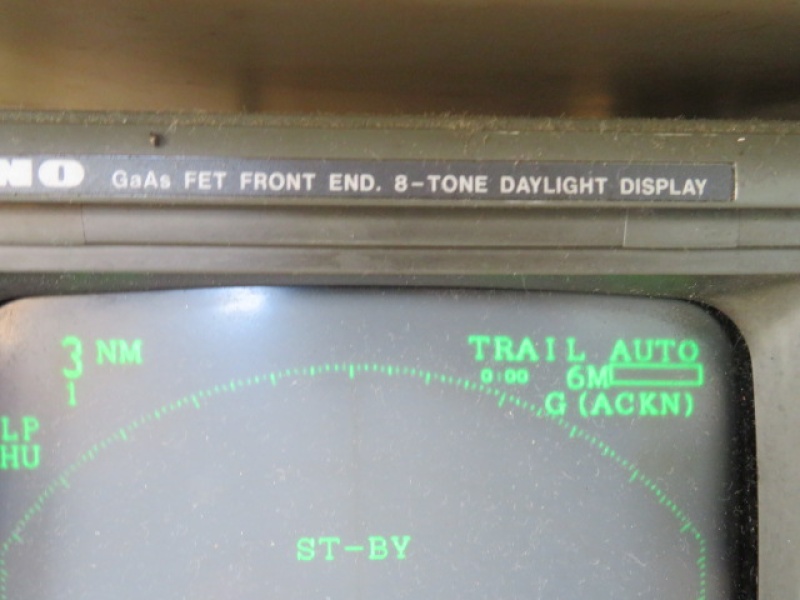 NO GaAs FET FRONT END. 8-TONE DAYLIGHT DISPLAY
3 NM
1
TRAIL AUTO
0:00 6M
G (ACKN)
LP
HU
ST-BY